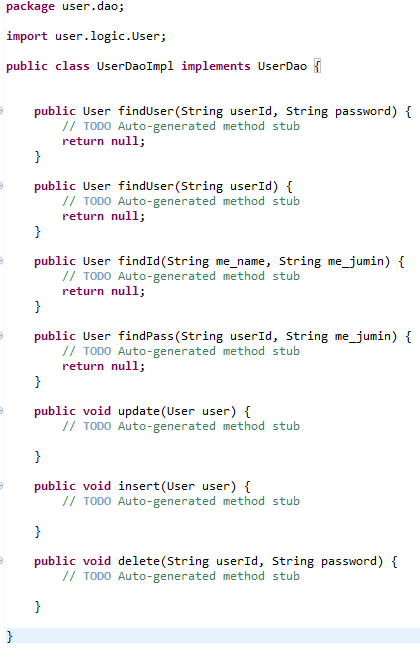 package user.dao;
import user.logic.User;
public class UserDaoImpl implements UserDao {
public User findUser(String userId, String password) {
// TODO Auto-generated method stub
return null;
}
public User findUser(String userId) {
// TODO Auto-generated method stub
return null;
}
public User findId(String me_name, String me_jumin) {
// TODO Auto-generated method stub
return null;
}
public User findPass(String userId, String me_jumin) {
// TODO Auto-generated method stub
return null;
}
public void update(User user) {
// TODO Auto-generated method stub
}
public void insert(User user) {
// TODO Auto-generated method stub
}
public void delete(String userId, String password) {
// TODO Auto-generated method stub
}
}